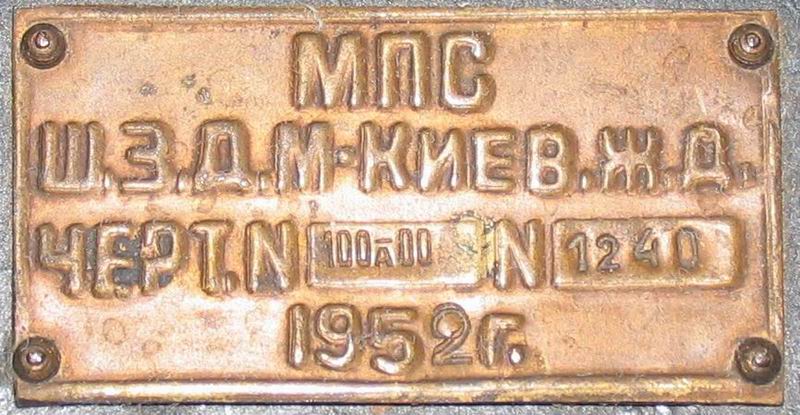 МПС
Ш.З.Д.М-КИЕВ.Ж.Д.
ЧЕРТ.N 100А00 N 1240
1952г.